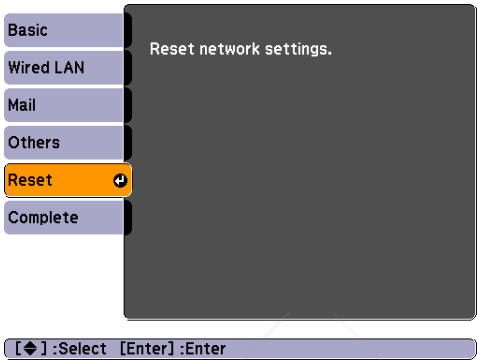 Basic
Reset network settings.
Wired LAN
Mail
Others
Reset
Complete
[◆] :Select [Enter] :Enter